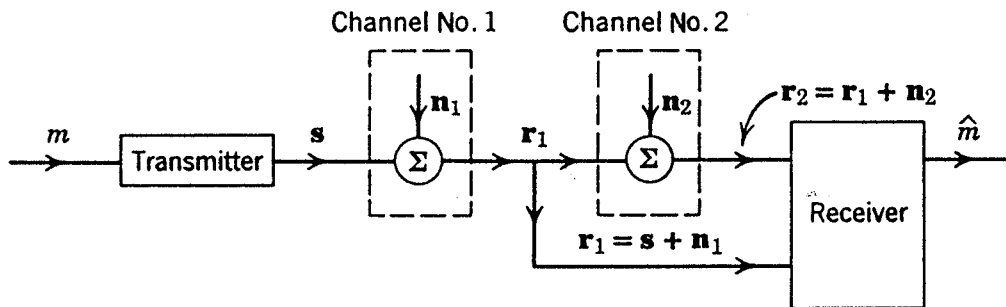 Channel No. 1
Channel No. 2
n₁
n₂
r₂ = r₁ + n₂
m
Transmitter
s
Σ
r₁
Σ
m̂
Receiver
r₁ = s + n₁